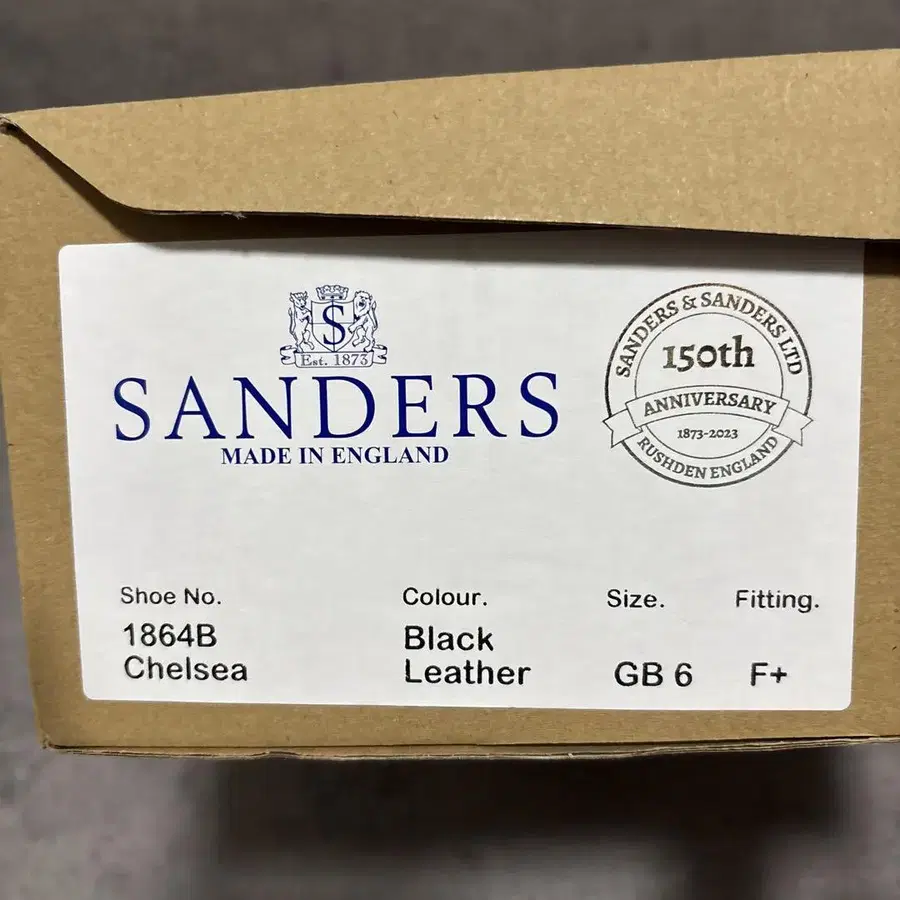 S
Est. 1873
SANDERS
MADE IN ENGLAND
SANDERS & SANDERS LTD
150th
ANNIVERSARY
1873-2023
RUSHDEN ENGLAND
Shoe No. Colour. Size. Fitting.
1864B Black
Chelsea Leather GB 6 F+